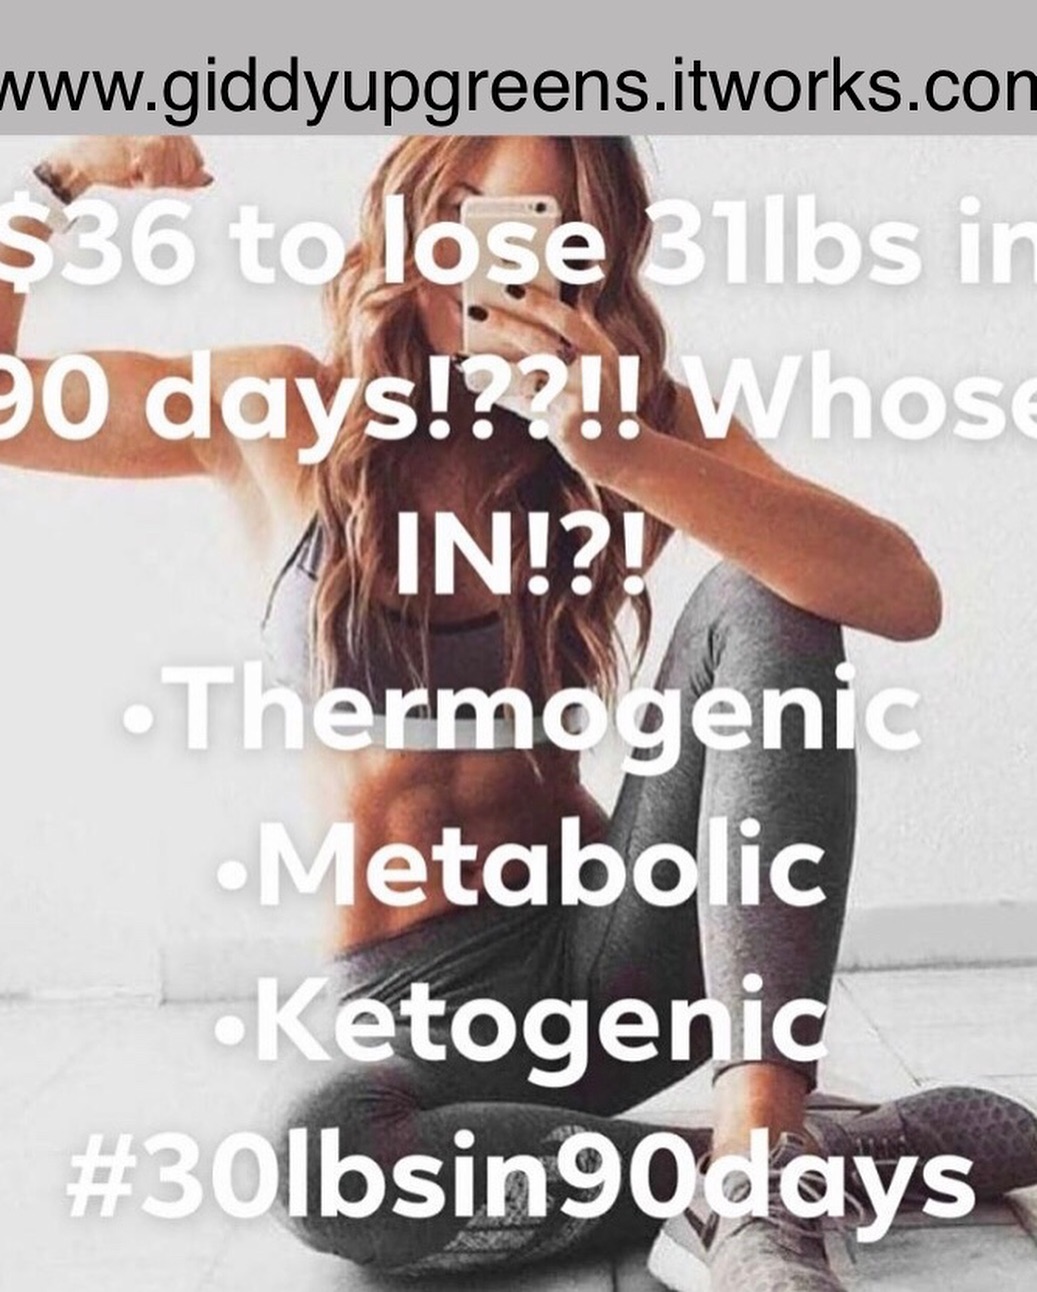 www.giddyupgreens.itworks.com
$36 to lose 31lbs in
90 days!??!! Whose
IN!?!
•Thermogenic
•Metabolic
•Ketogenic
#30lbsin90days